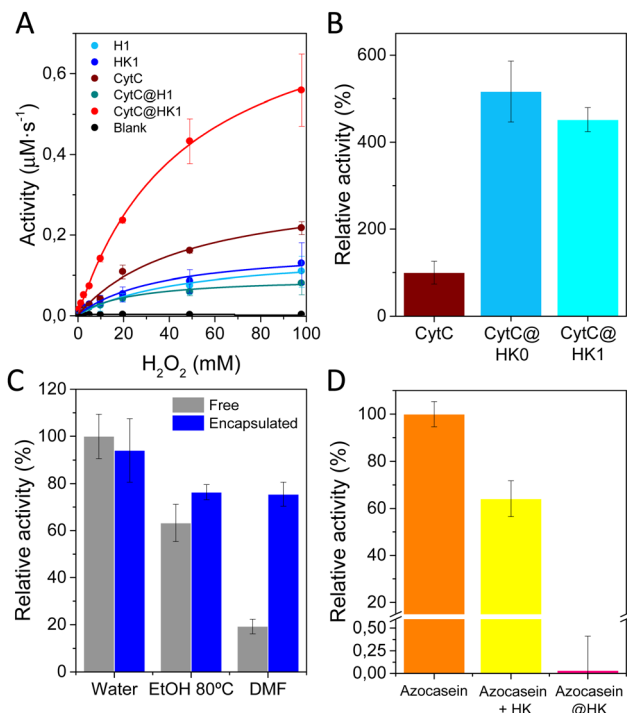 A
H1
HK1
CytC
CytC@H1
CytC@HK1
Blank
Activity (μM·s⁻¹)
0,6
0,4
0,2
0,0
0 20 40 60 80 100
H₂O₂ (mM)
B
Relative activity (%)
600
400
200
0
CytC CytC@ CytC@
HK0 HK1
C
Free
Encapsulated
Relative activity (%)
120
100
80
60
40
20
0
Water EtOH 80ºC DMF
D
Relative activity (%)
100
80
60
40
20
0,50
0,25
0,00
Azocasein Azocasein Azocasein
+ HK @HK